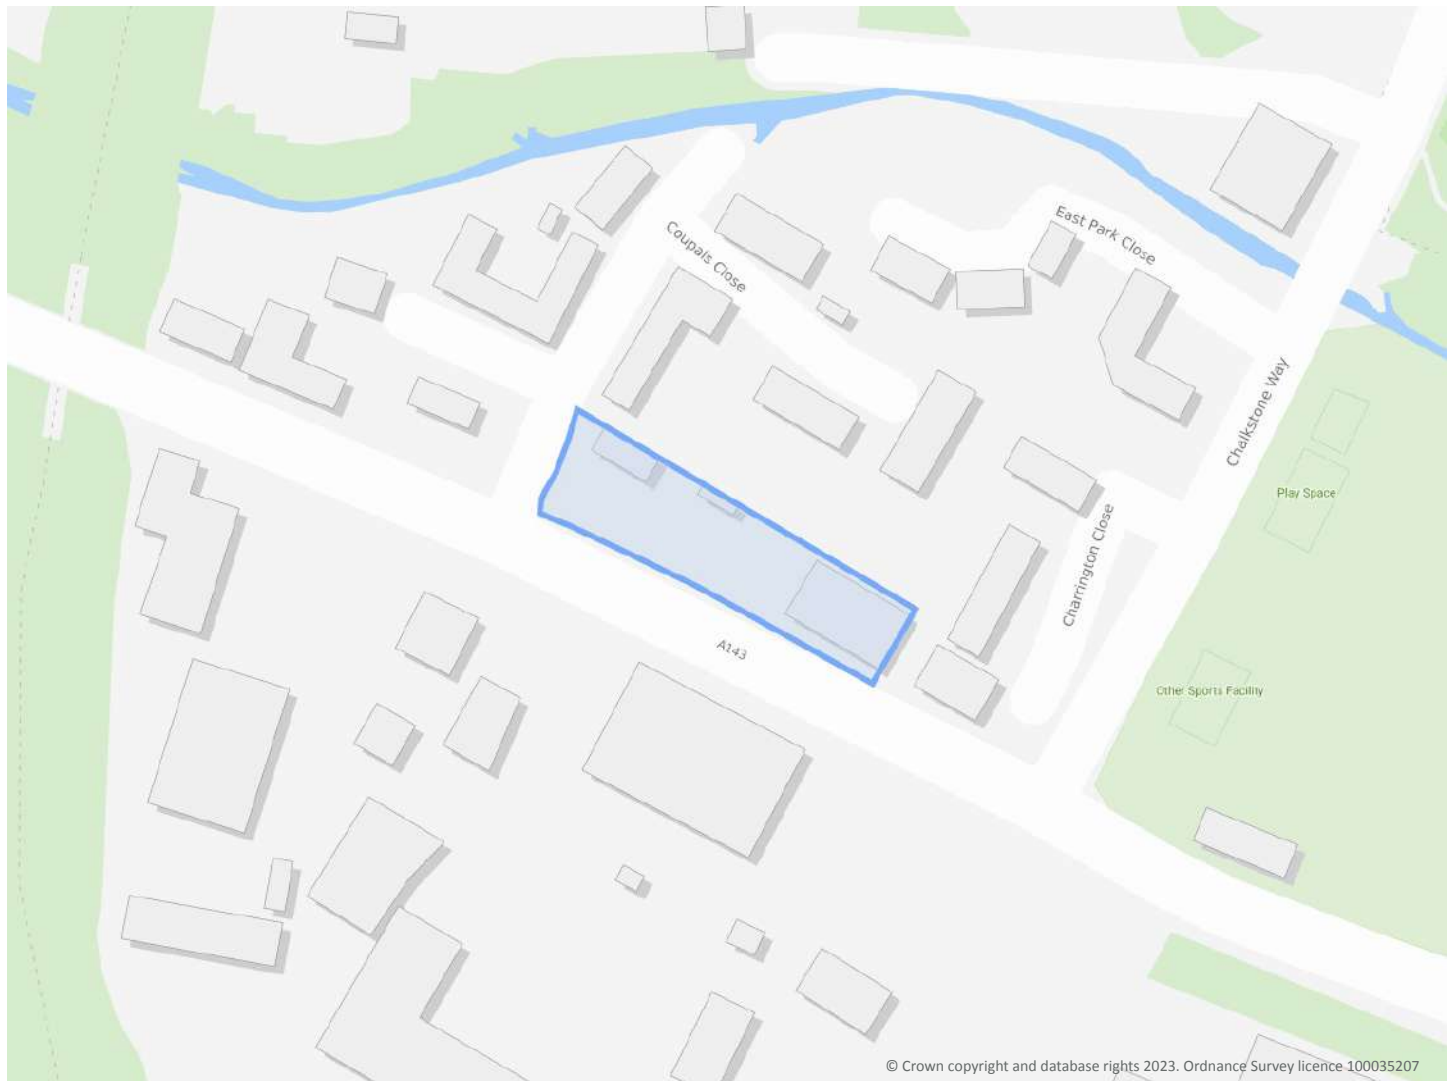 East Park Close
Coupals Close
Chalkstone Way
Play Space
Charrington Close
A143
Other Sports Facility
© Crown copyright and database rights 2023. Ordnance Survey licence 100035207